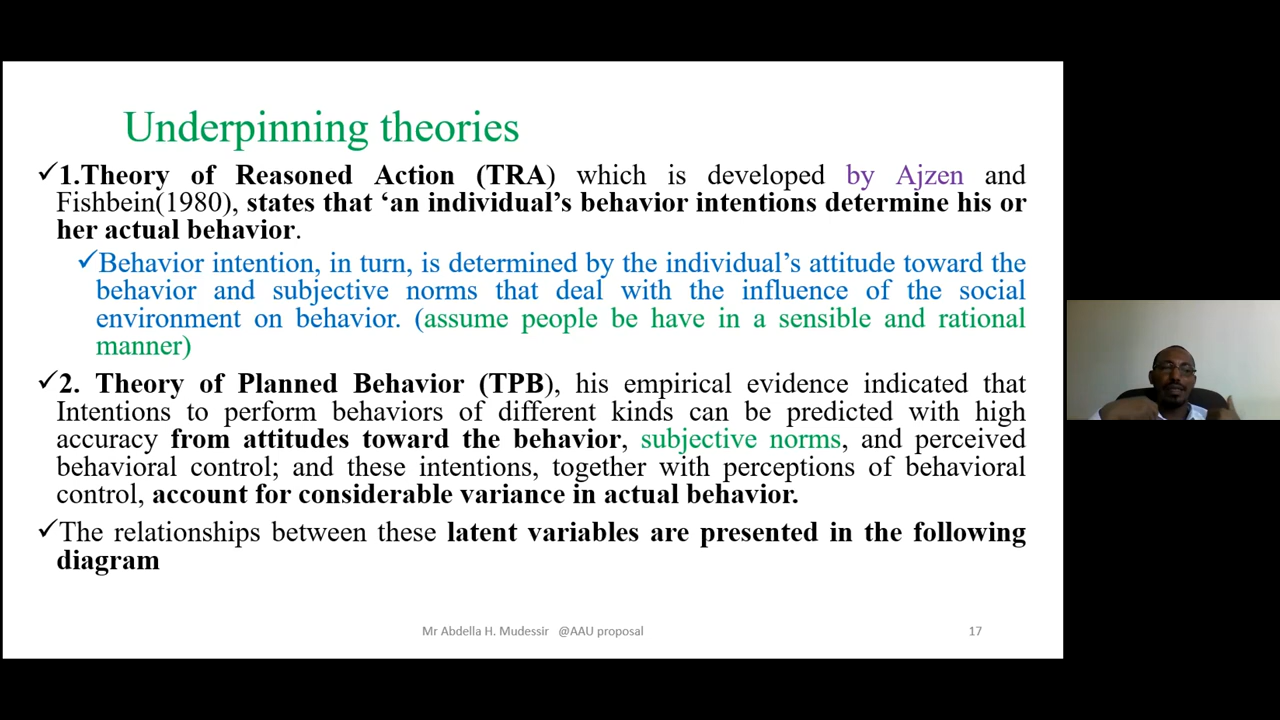 Underpinning theories
✓1.Theory of Reasoned Action (TRA) which is developed by Ajzen and
Fishbein(1980), states that ‘an individual’s behavior intentions determine his or
her actual behavior.
✓Behavior intention, in turn, is determined by the individual’s attitude toward the
behavior and subjective norms that deal with the influence of the social
environment on behavior. (assume people be have in a sensible and rational
manner)
✓2. Theory of Planned Behavior (TPB), his empirical evidence indicated that
Intentions to perform behaviors of different kinds can be predicted with high
accuracy from attitudes toward the behavior, subjective norms, and perceived
behavioral control; and these intentions, together with perceptions of behavioral
control, account for considerable variance in actual behavior.
✓The relationships between these latent variables are presented in the following
diagram
Mr Abdella H. Mudessir @AAU proposal 17